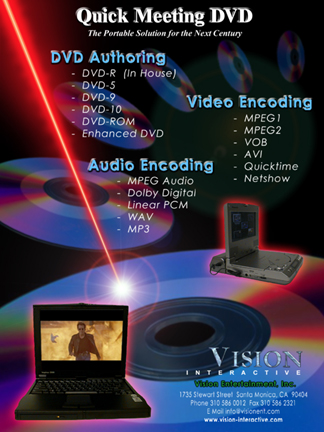 Quick Meeting DVD
The Portable Solution for the Next Century
DVD Authoring
- DVD-R (In House)
- DVD-5
- DVD-9
- DVD-10
- DVD-ROM
- Enhanced DVD
Video Encoding
- MPEG1
- MPEG2
- VOB
- AVI
- Quicktime
- Netshow
Audio Encoding
- MPEG Audio
- Dolby Digital
- Linear PCM
- WAV
- MP3
VISION
INTERACTIVE
Vision Entertainment, Inc.
1735 Stewart Street Santa Monica, CA 90404
Phone 310 586 0012 Fax 310 586 2321
E Mail info@visionent.com
www.vision-interactive.com